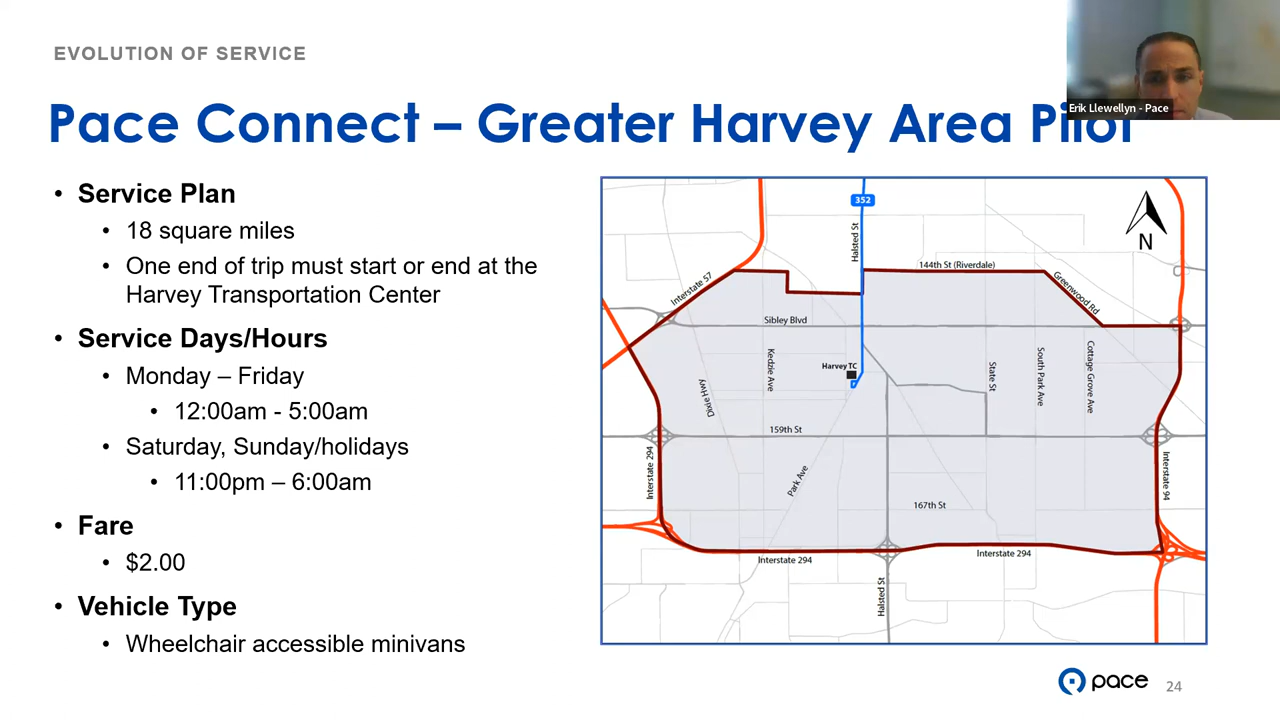 EVOLUTION OF SERVICE
Erik Llewellyn - Pace
Pace Connect – Greater Harvey Area Pilot
• Service Plan
• 18 square miles
• One end of trip must start or end at the
Harvey Transportation Center
• Service Days/Hours
• Monday – Friday
• 12:00am - 5:00am
• Saturday, Sunday/holidays
• 11:00pm – 6:00am
• Fare
• $2.00
• Vehicle Type
• Wheelchair accessible minivans
352
Halsted St
N
144th St (Riverdale)
Interstate 57
Greenwood Rd
Sibley Blvd
Harvey TC
Kedzie Ave
Dixie Hwy
State St
South Park Ave
Cottage Grove Ave
159th St
Interstate 294
Park Ave
Interstate 94
167th St
Interstate 294
Interstate 294
Halsted St
pace
24